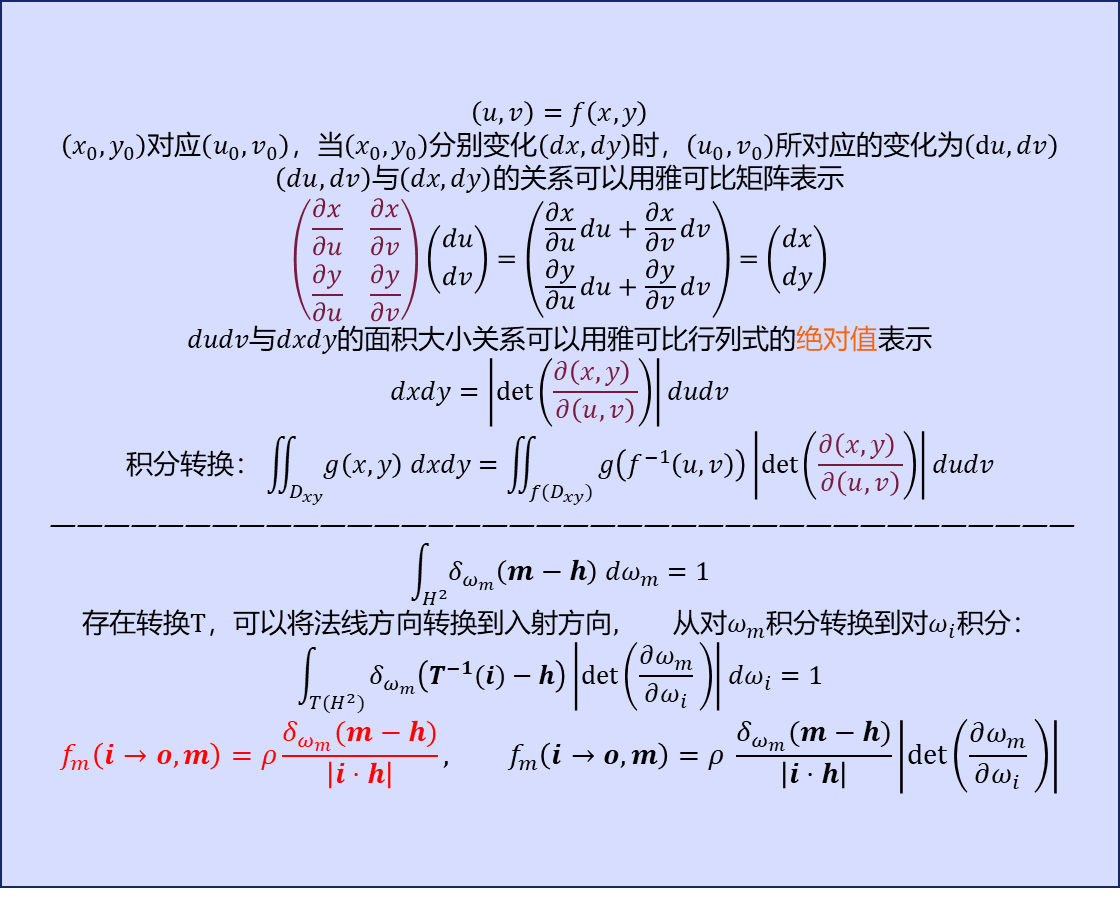 (u, v) = f(x, y)
(x₀, y₀)对应(u₀, v₀)，当(x₀, y₀)分别变化(dx, dy)时，(u₀, v₀)所对应的变化为(du, dv)
(du, dv)与(dx, dy)的关系可以用雅可比矩阵表示
(∂x/∂u ∂x/∂v; ∂y/∂u ∂y/∂v) (du; dv) = (∂x/∂u du + ∂x/∂v dv; ∂y/∂u du + ∂y/∂v dv) = (dx; dy)
dudv与dxdy的面积大小关系可以用雅可比行列式的绝对值表示
dxdy = |det(∂(x, y)/∂(u, v))| dudv
积分转换： ∬_{D_{xy}} g(x, y) dxdy = ∬_{f(D_{xy})} g(f⁻¹(u, v)) |det(∂(x, y)/∂(u, v))| dudv
——————————————————————————————————————
∫_{H²} δ_{ω_m}(m − h) dω_m = 1
存在转换T，可以将法线方向转换到入射方向， 从对ω_m积分转换到对ω_i积分：
∫_{T(H²)} δ_{ω_m}(T⁻¹(i) − h) |det(∂ω_m/∂ω_i)| dω_i = 1
f_m(i → o, m) = ρ δ_{ω_m}(m − h)/|i · h| , f_m(i → o, m) = ρ δ_{ω_m}(m − h)/|i · h| |det(∂ω_m/∂ω_i)|